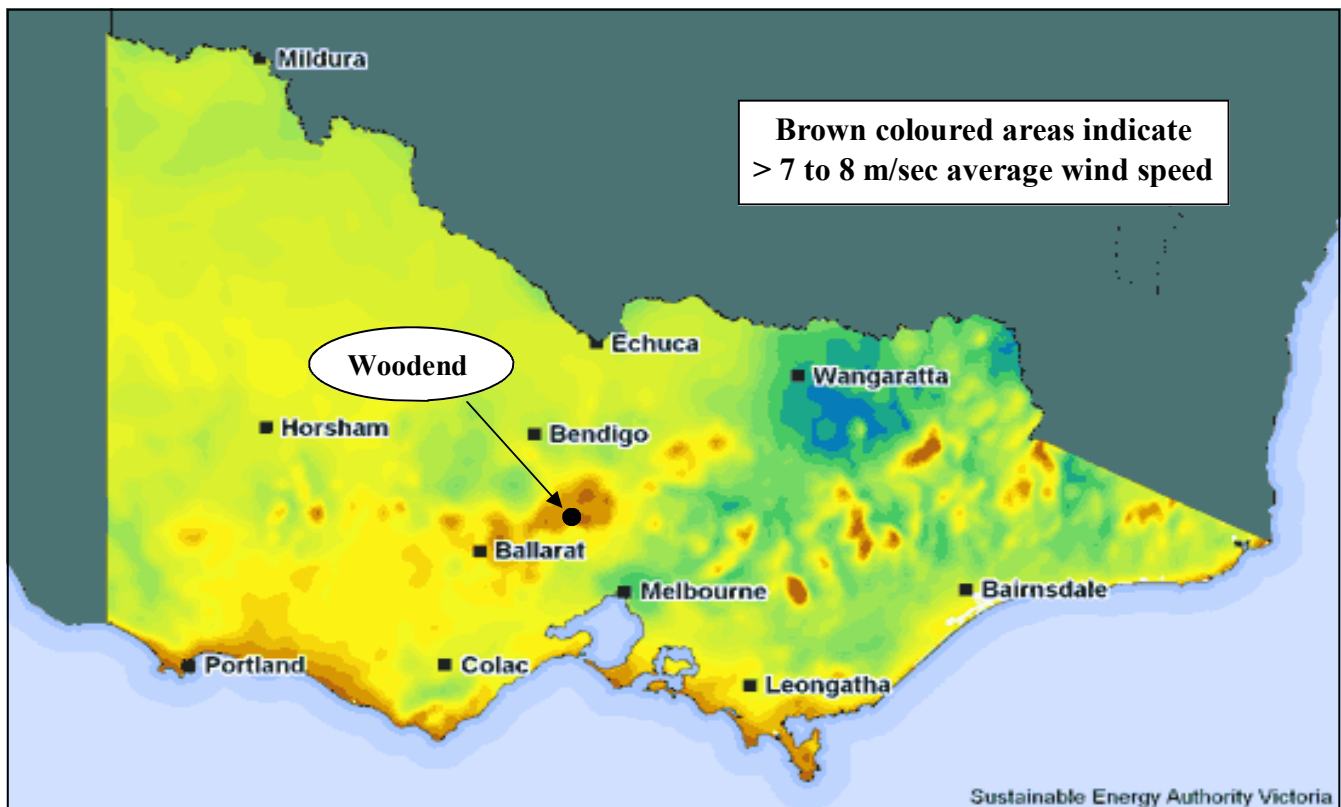 Mildura
Brown coloured areas indicate
> 7 to 8 m/sec average wind speed
Echuca
Woodend
Wangaratta
Horsham
Bendigo
Ballarat
Melbourne
Bairnsdale
Portland
Colac
Leongatha
Sustainable Energy Authority Victoria